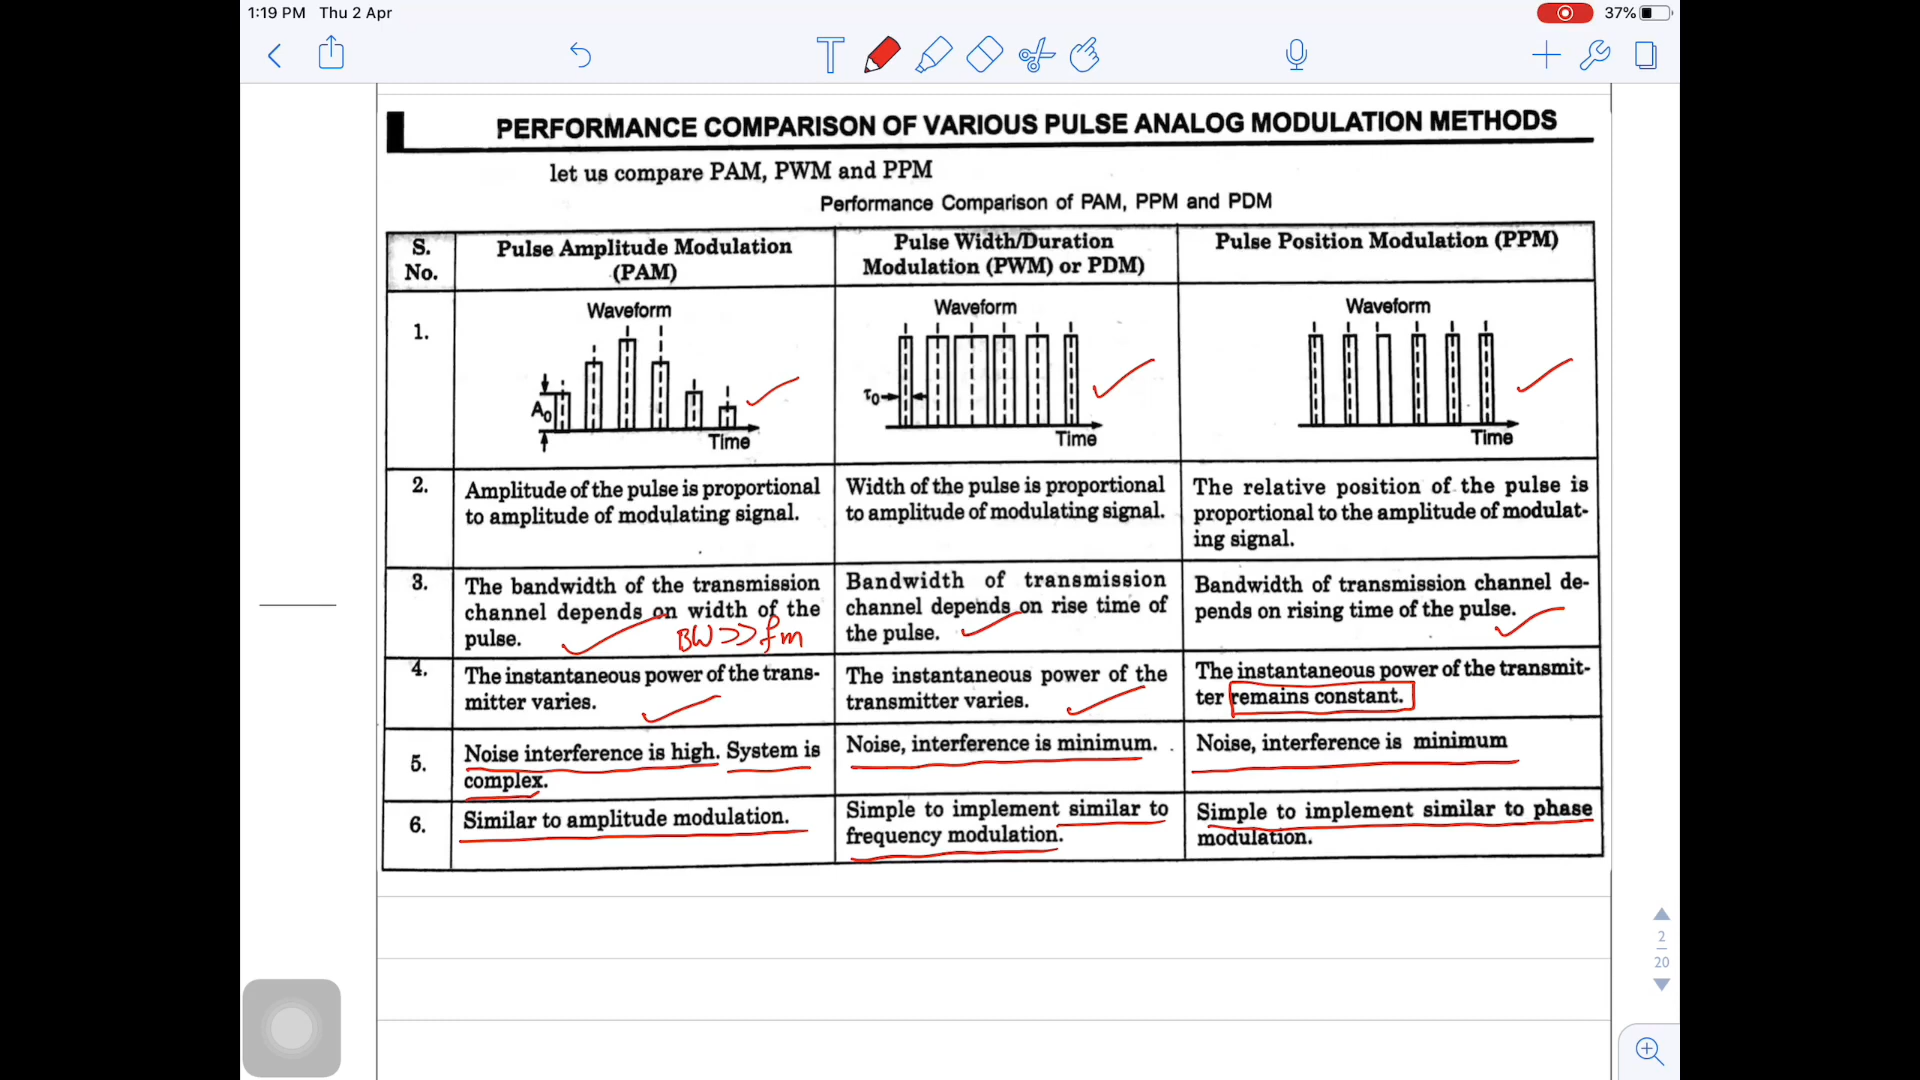 1:19 PM Thu 2 Apr
37%
PERFORMANCE COMPARISON OF VARIOUS PULSE ANALOG MODULATION METHODS
let us compare PAM, PWM and PPM
Performance Comparison of PAM, PPM and PDM
S.
No.
Pulse Amplitude Modulation
(PAM)
Pulse Width/Duration
Modulation (PWM) or PDM)
Pulse Position Modulation (PPM)
1.
Waveform
A0
Time
Waveform
τ0
Time
Waveform
Time
2.
Amplitude of the pulse is proportional
to amplitude of modulating signal.
Width of the pulse is proportional
to amplitude of modulating signal.
The relative position of the pulse is
proportional to the amplitude of modulat-
ing signal.
3.
The bandwidth of the transmission
channel depends on width of the
pulse.
BW>>fm
Bandwidth of transmission
channel depends on rise time of
the pulse.
Bandwidth of transmission channel de-
pends on rising time of the pulse.
4.
The instantaneous power of the trans-
mitter varies.
The instantaneous power of the
transmitter varies.
The instantaneous power of the transmit-
ter remains constant.
5.
Noise interference is high. System is
complex.
Noise, interference is minimum.
Noise, interference is minimum
6.
Similar to amplitude modulation.
Simple to implement similar to
frequency modulation.
Simple to implement similar to phase
modulation.
2
20